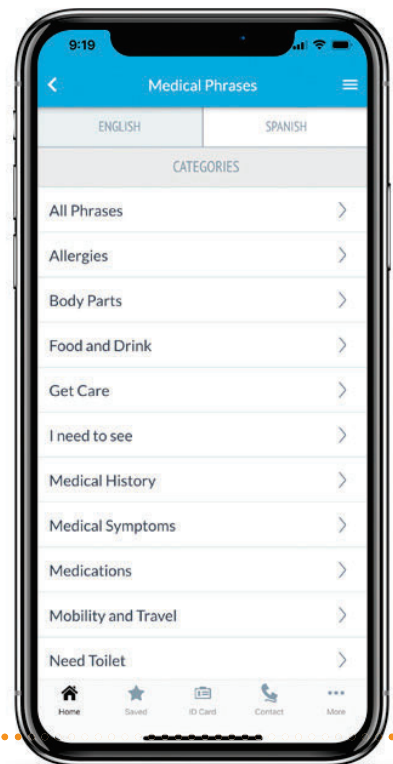 9:19
Medical Phrases
ENGLISH SPANISH
CATEGORIES
All Phrases
Allergies
Body Parts
Food and Drink
Get Care
I need to see
Medical History
Medical Symptoms
Medications
Mobility and Travel
Need Toilet
Home Saved ID Card Contact More